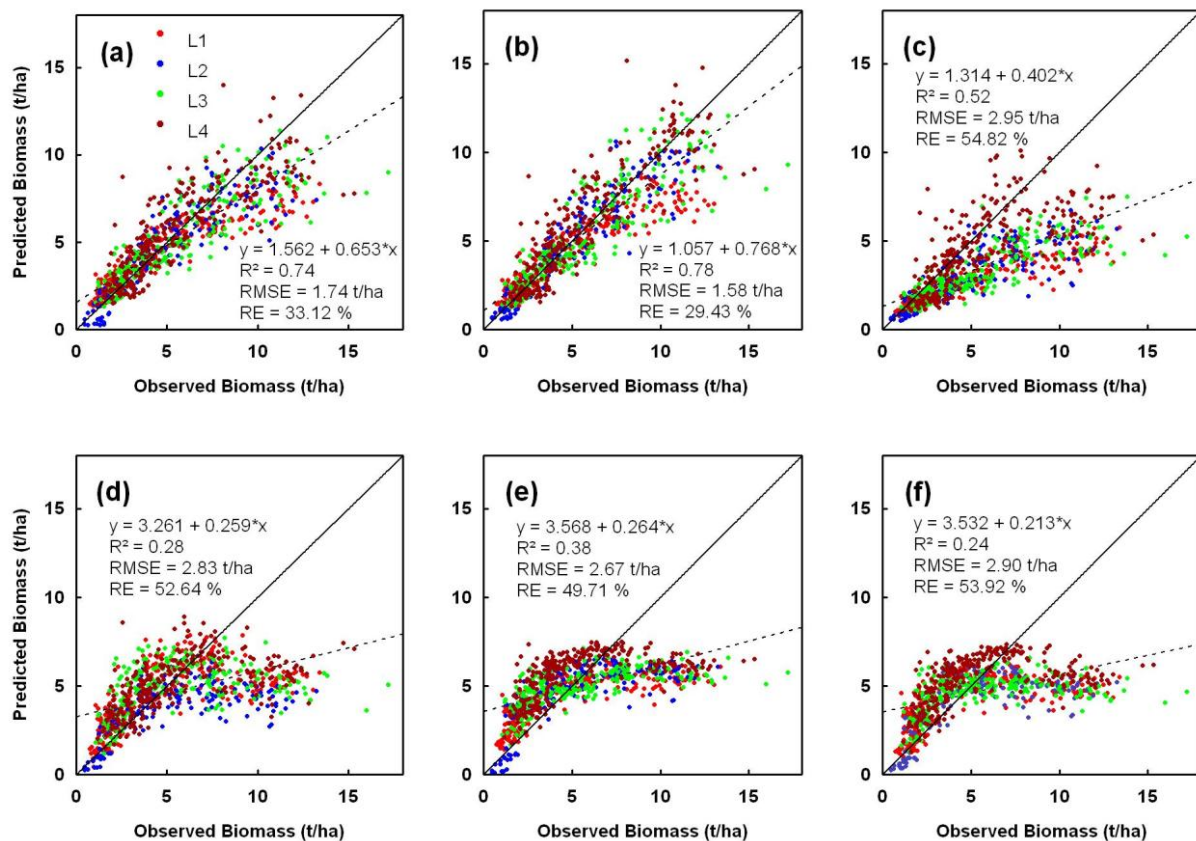 (a)
L1
L2
L3
L4
y = 1.562 + 0.653*x
R² = 0.74
RMSE = 1.74 t/ha
RE = 33.12 %
Predicted Biomass (t/ha)
15
10
5
0
0 5 10 15
Observed Biomass (t/ha)
(b)
y = 1.057 + 0.768*x
R² = 0.78
RMSE = 1.58 t/ha
RE = 29.43 %
15
10
5
0
0 5 10 15
Observed Biomass (t/ha)
(c)
y = 1.314 + 0.402*x
R² = 0.52
RMSE = 2.95 t/ha
RE = 54.82 %
15
10
5
0
0 5 10 15
Observed Biomass (t/ha)
(d)
y = 3.261 + 0.259*x
R² = 0.28
RMSE = 2.83 t/ha
RE = 52.64 %
Predicted Biomass (t/ha)
15
10
5
0
0 5 10 15
Observed Biomass (t/ha)
(e)
y = 3.568 + 0.264*x
R² = 0.38
RMSE = 2.67 t/ha
RE = 49.71 %
15
10
5
0
0 5 10 15
Observed Biomass (t/ha)
(f)
y = 3.532 + 0.213*x
R² = 0.24
RMSE = 2.90 t/ha
RE = 53.92 %
15
10
5
0
0 5 10 15
Observed Biomass (t/ha)